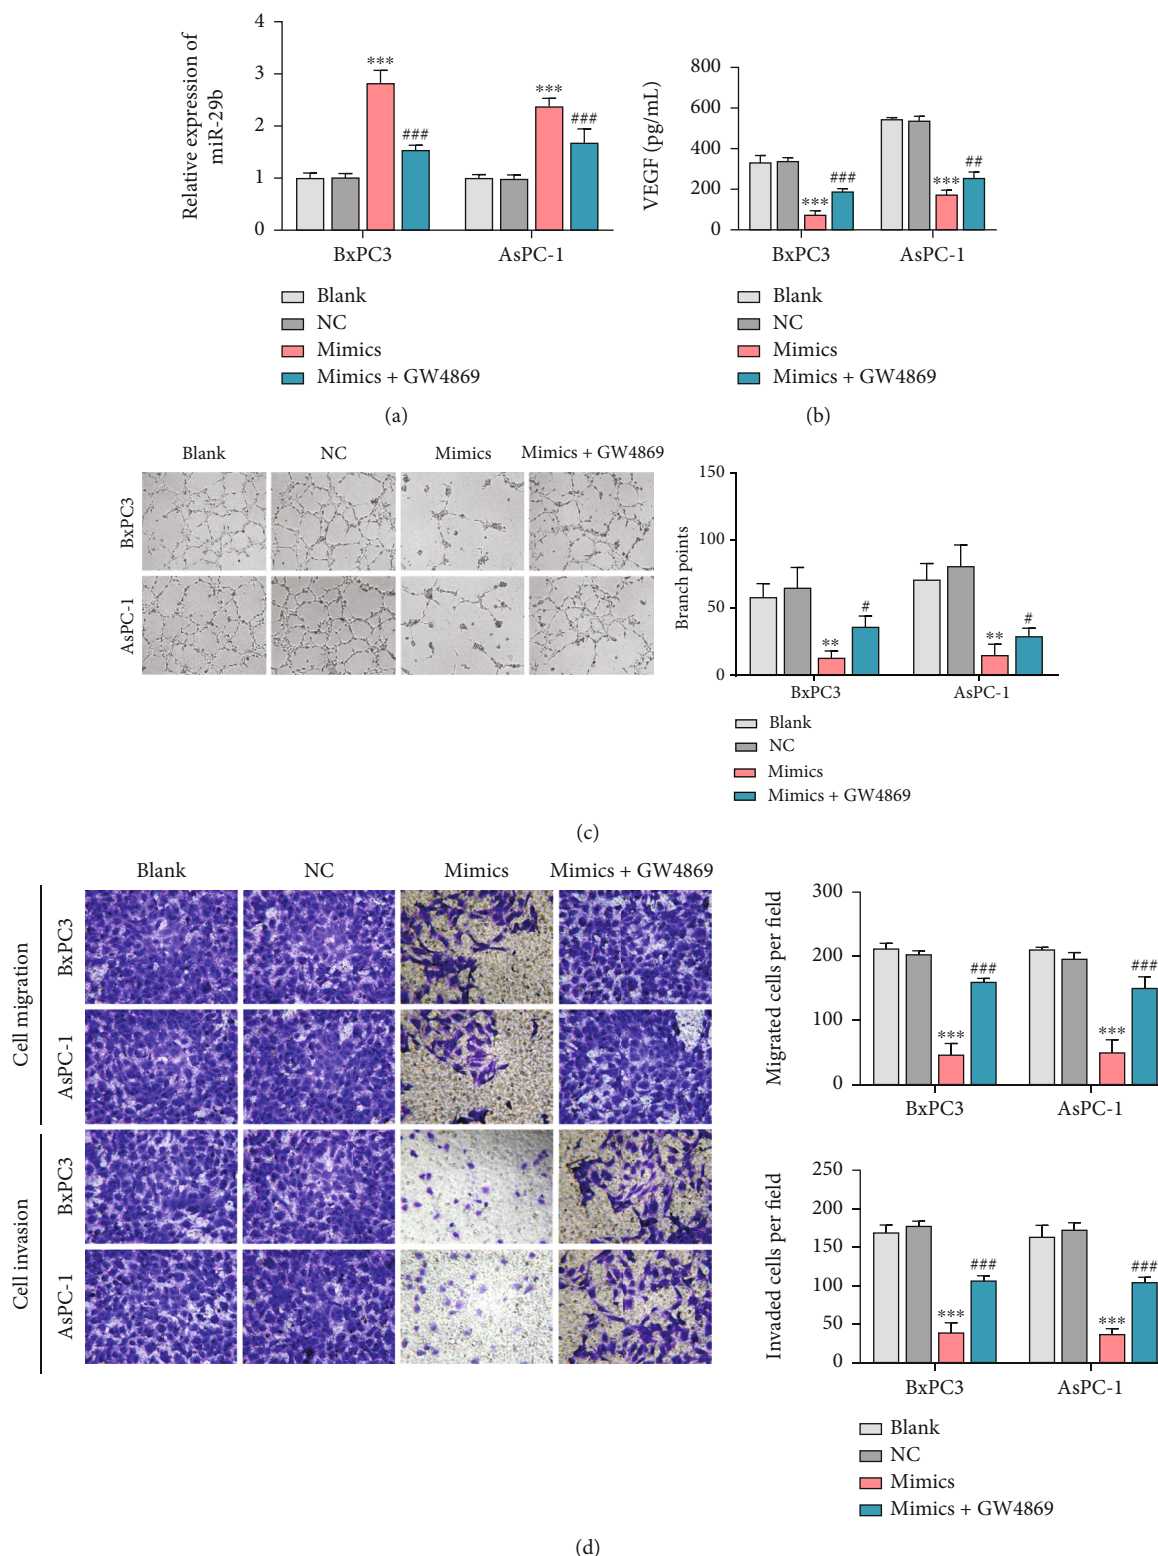 Relative expression of
miR-29b
4
3
2
1
0
***
###
***
###
BxPC3
AsPC-1
Blank
NC
Mimics
Mimics + GW4869
(a)
VEGF (pg/mL)
800
600
400
200
0
***
###
***
##
BxPC3
AsPC-1
Blank
NC
Mimics
Mimics + GW4869
(b)
Blank
NC
Mimics
Mimics + GW4869
BxPC3
AsPC-1
Branch points
150
100
50
0
**
#
**
#
BxPC3
AsPC-1
Blank
NC
Mimics
Mimics + GW4869
(c)
Blank
NC
Mimics
Mimics + GW4869
Cell migration
BxPC3
AsPC-1
Cell invasion
BxPC3
AsPC-1
Migrated cells per field
300
200
100
0
***
###
***
###
BxPC3
AsPC-1
Invaded cells per field
250
200
150
100
50
0
***
###
***
###
BxPC3
AsPC-1
Blank
NC
Mimics
Mimics + GW4869
(d)